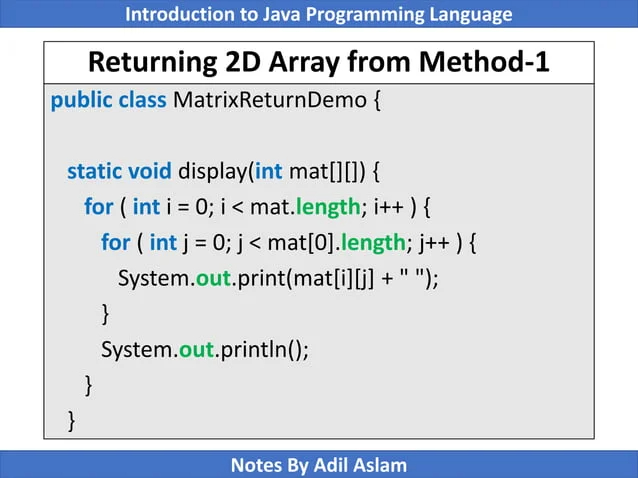 Introduction to Java Programming Language
Returning 2D Array from Method-1
public class MatrixReturnDemo {
static void display(int mat[][]) {
for ( int i = 0; i < mat.length; i++ ) {
for ( int j = 0; j < mat[0].length; j++ ) {
System.out.print(mat[i][j] + " ");
}
System.out.println();
}
}
Notes By Adil Aslam